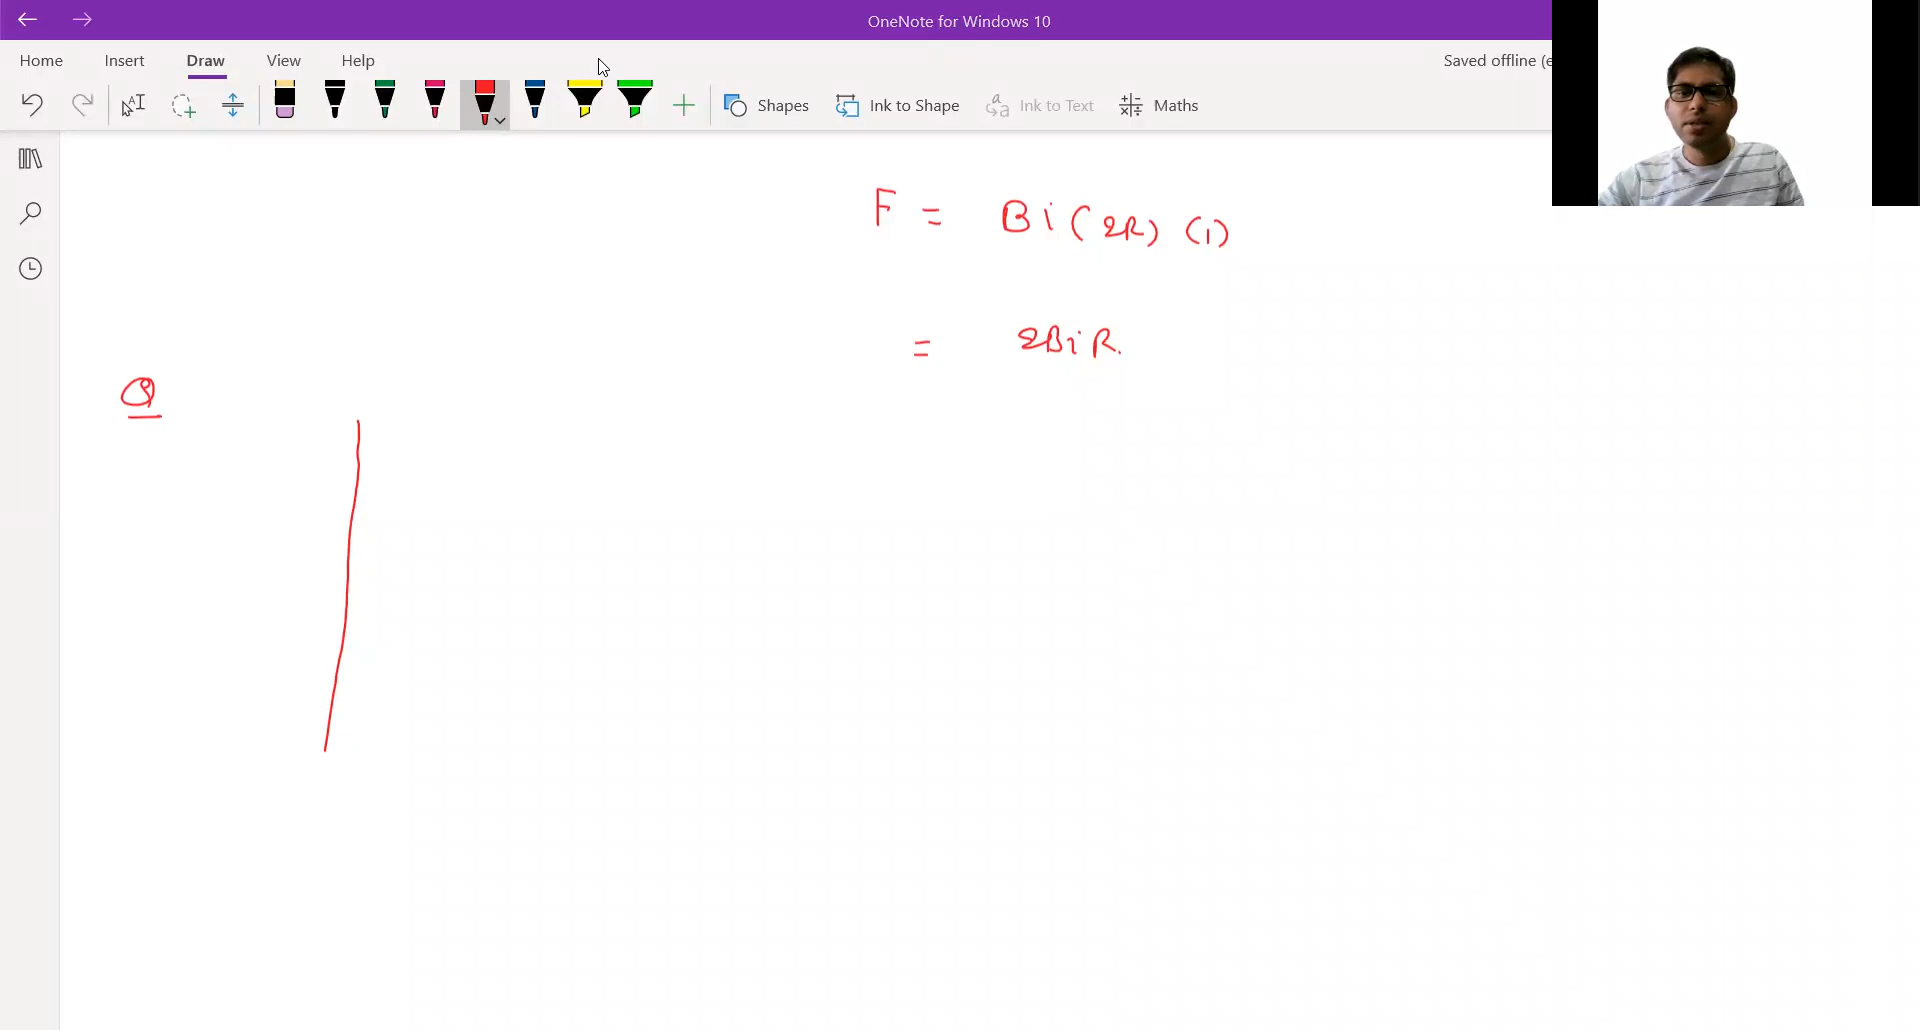 OneNote for Windows 10
Home Insert Draw View Help Saved offline (e
Shapes Ink to Shape Ink to Text Maths
F = Bi(2R) (1)
= 2BiR.
Q